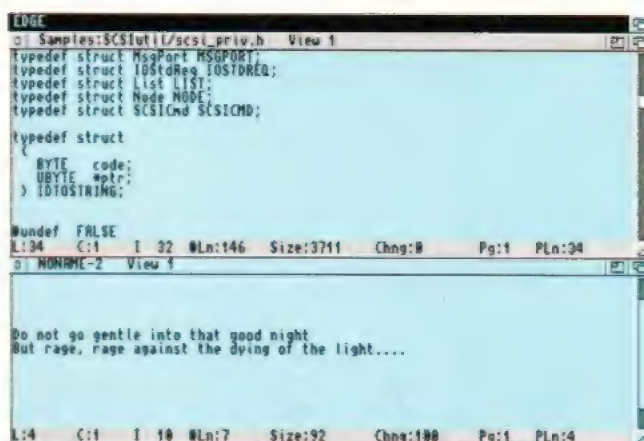 EDGE
Samples:SCSIutil/scsi_priv.h View 1
typedef struct MsgPort MSGPORT;
typedef struct IOStdReq IOSTDREQ;
typedef struct List LIST;
typedef struct Node NODE;
typedef struct SCSICmd SCSICMD;
typedef struct
{
BYTE code;
UBYTE *ptr;
} IDTOSTRING;
#undef FALSE
L:34 C:1 I 32 #Ln:146 Size:3711 Chng:0 Pg:1 PLn:34
NONAME-2 View 1
Do not go gentle into that good night
But rage, rage against the dying of the light....
L:4 C:1 I 10 #Ln:7 Size:92 Chng:100 Pg:1 PLn:4